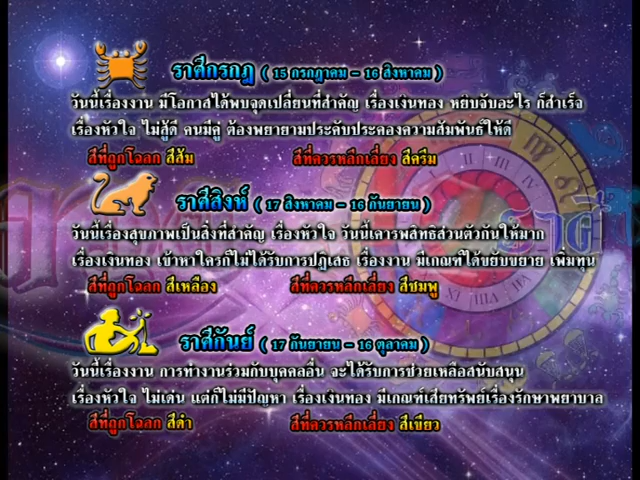 ราศีกรกฎ ( 15 กรกฎาคม - 16 สิงหาคม )
วันนี้เรื่องงาน มีโอกาสได้พบจุดเปลี่ยนที่สำคัญ เรื่องเงินทอง หยิบจับอะไร ก็สำเร็จ
เรื่องหัวใจ ไม่สู้ดี คนมีคู่ ต้องพยายามประคับประคองความสัมพันธ์ให้ดี
สีที่ถูกโฉลก สีส้ม สีที่ควรหลีกเลี่ยง สีครีม
ราศีสิงห์ ( 17 สิงหาคม - 16 กันยายน )
วันนี้เรื่องสุขภาพเป็นสิ่งที่สำคัญ เรื่องหัวใจ วันนี้เคารพสิทธิส่วนตัวกันให้มาก
เรื่องเงินทอง เข้าหาใครก็ไม่ได้รับการปฏิเสธ เรื่องงาน มีเกณฑ์ได้ขยับขยาย เพิ่มทุน
สีที่ถูกโฉลก สีเหลือง สีที่ควรหลีกเลี่ยง สีชมพู
ราศีกันย์ ( 17 กันยายน - 16 ตุลาคม )
วันนี้เรื่องงาน การทำงานร่วมกับบุคคลอื่น จะได้รับการช่วยเหลือสนับสนุน
เรื่องหัวใจ ไม่เด่น แต่ก็ไม่มีปัญหา เรื่องเงินทอง มีเกณฑ์เสียทรัพย์เรื่องรักษาพยาบาล
สีที่ถูกโฉลก สีดำ สีที่ควรหลีกเลี่ยง สีเขียว